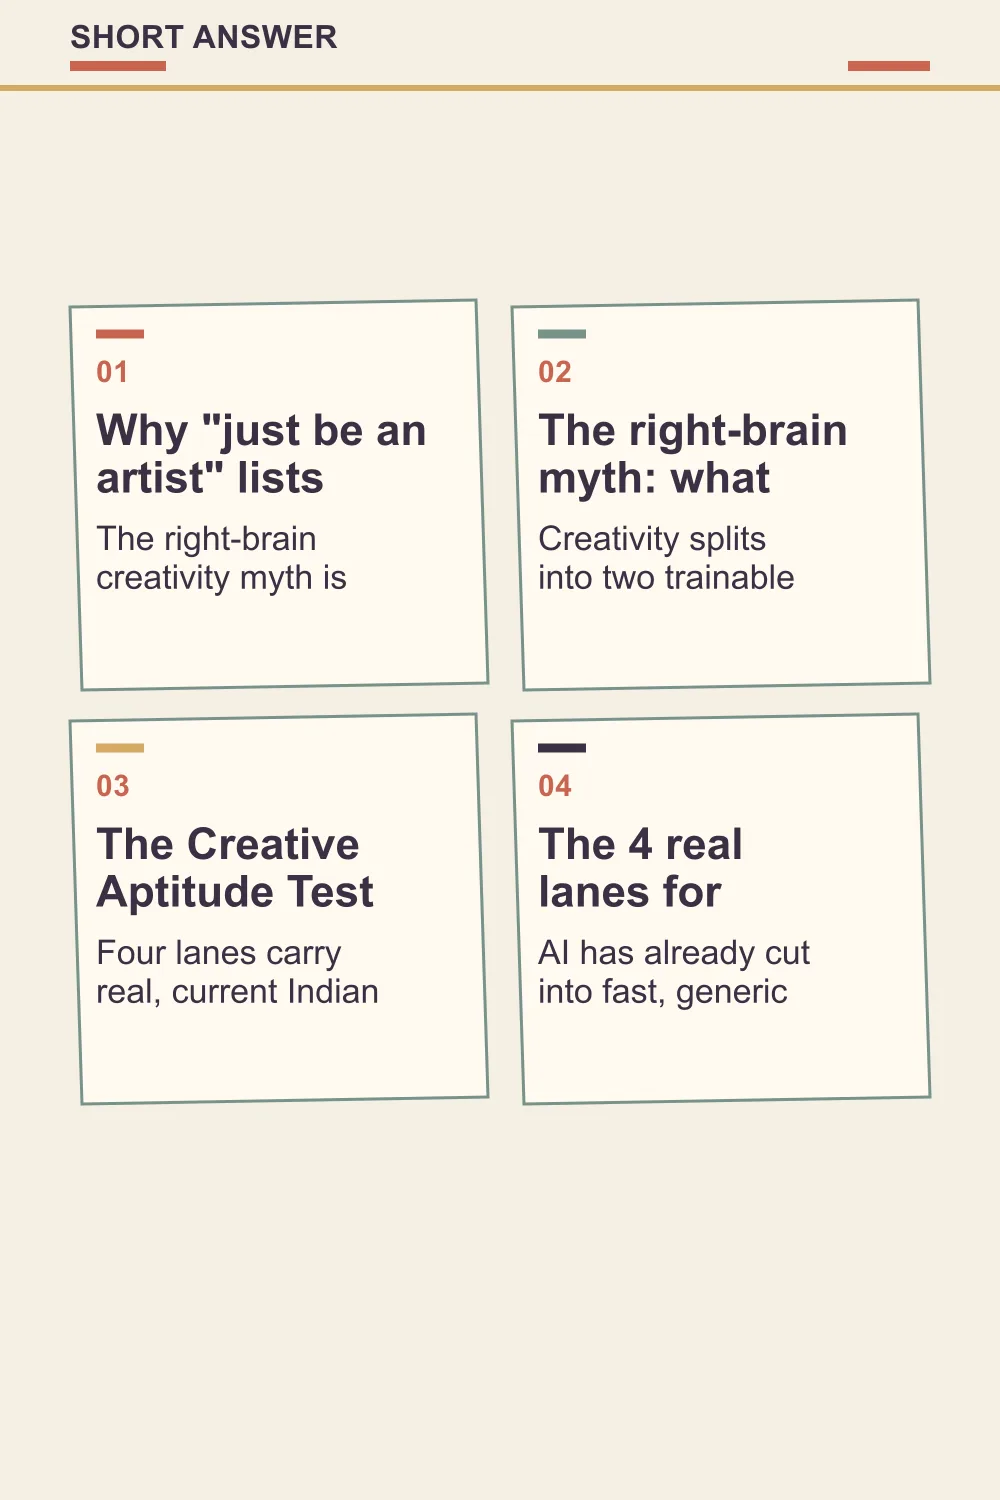 SHORT ANSWER
01
Why "just be an
artist" lists
The right-brain
creativity myth is
02
The right-brain
myth: what
Creativity splits
into two trainable
03
The Creative
Aptitude Test
Four lanes carry
real, current Indian
04
The 4 real
lanes for
AI has already cut
into fast, generic